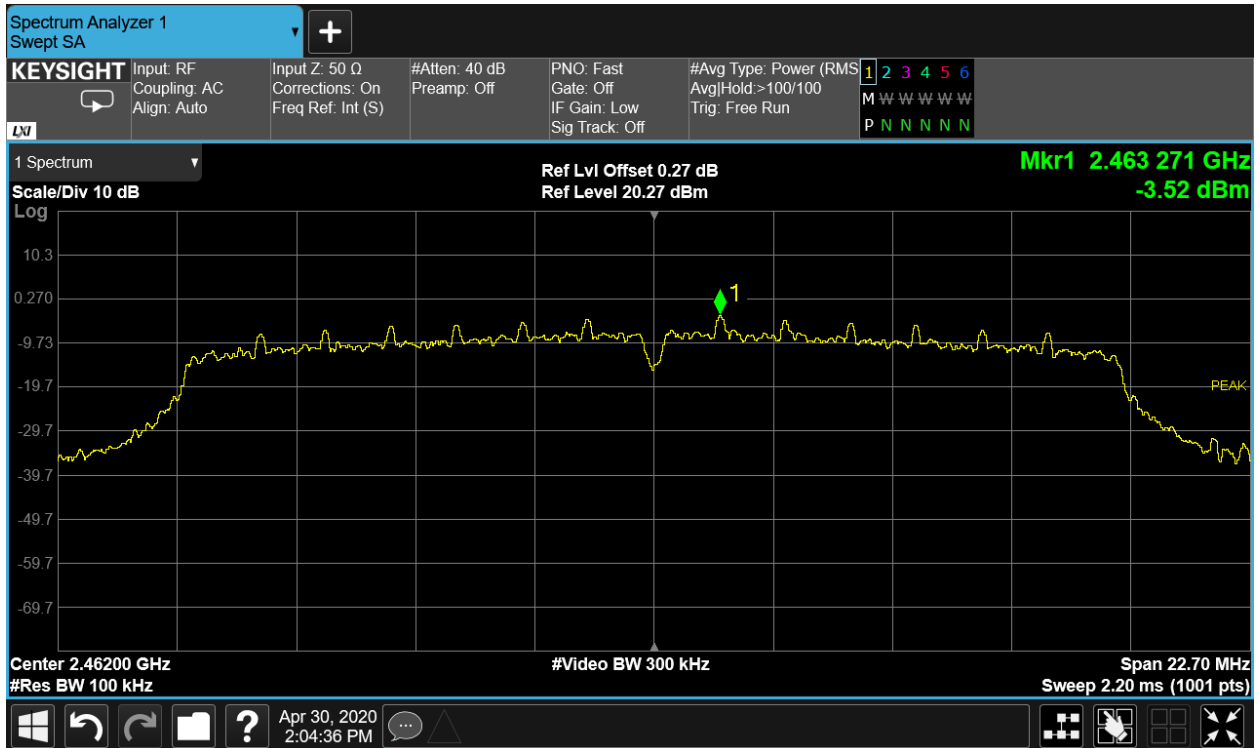 Spectrum Analyzer 1
Swept SA
KEYSIGHT
LXI
Input: RF
Coupling: AC
Align: Auto
Input Z: 50 Ω
Corrections: On
Freq Ref: Int (S)
#Atten: 40 dB
Preamp: Off
PNO: Fast
Gate: Off
IF Gain: Low
Sig Track: Off
#Avg Type: Power (RMS
Avg|Hold:>100/100
Trig: Free Run
1 2 3 4 5 6
M W W W W W
P N N N N N
1 Spectrum
Scale/Div 10 dB
Log
Ref Lvl Offset 0.27 dB
Ref Level 20.27 dBm
Mkr1 2.463 271 GHz
-3.52 dBm
10.3
0.270
-9.73
-19.7
-29.7
-39.7
-49.7
-59.7
-69.7
1
PEAK
Center 2.46200 GHz
#Res BW 100 kHz
#Video BW 300 kHz
Span 22.70 MHz
Sweep 2.20 ms (1001 pts)
?
Apr 30, 2020
2:04:36 PM